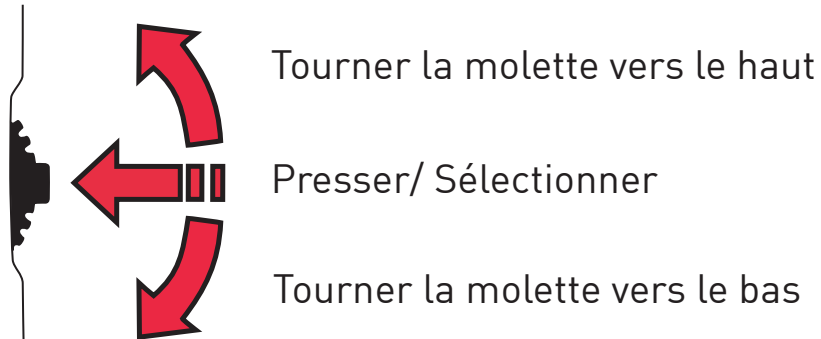 Tourner la molette vers le haut
Presser/ Sélectionner
Tourner la molette vers le bas